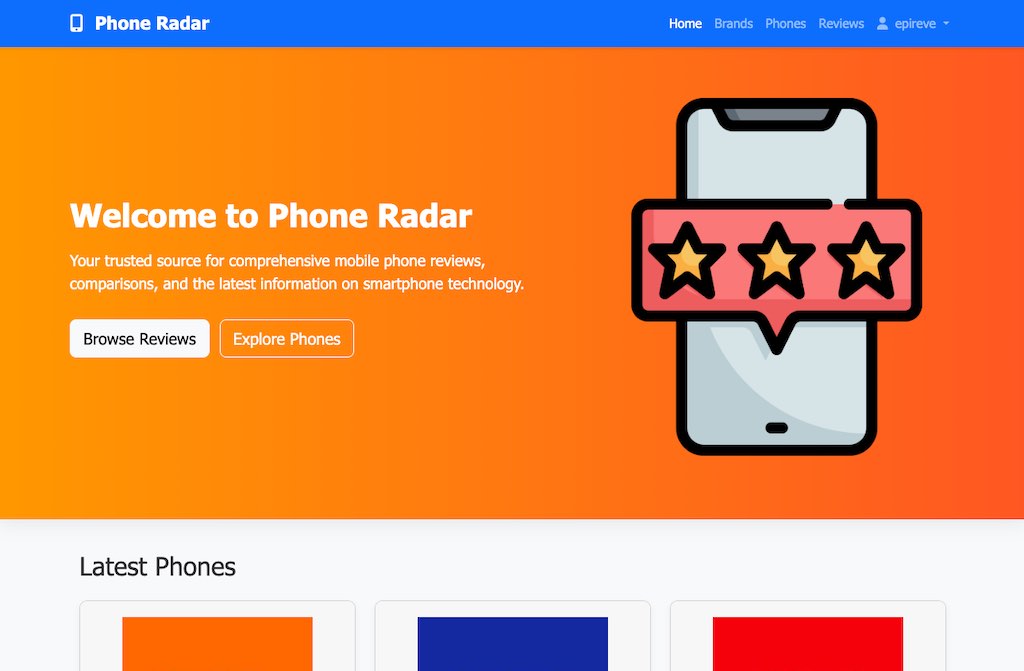 Phone Radar
Home Brands Phones Reviews epireve
Welcome to Phone Radar
Your trusted source for comprehensive mobile phone reviews,
comparisons, and the latest information on smartphone technology.
Browse Reviews Explore Phones
Latest Phones